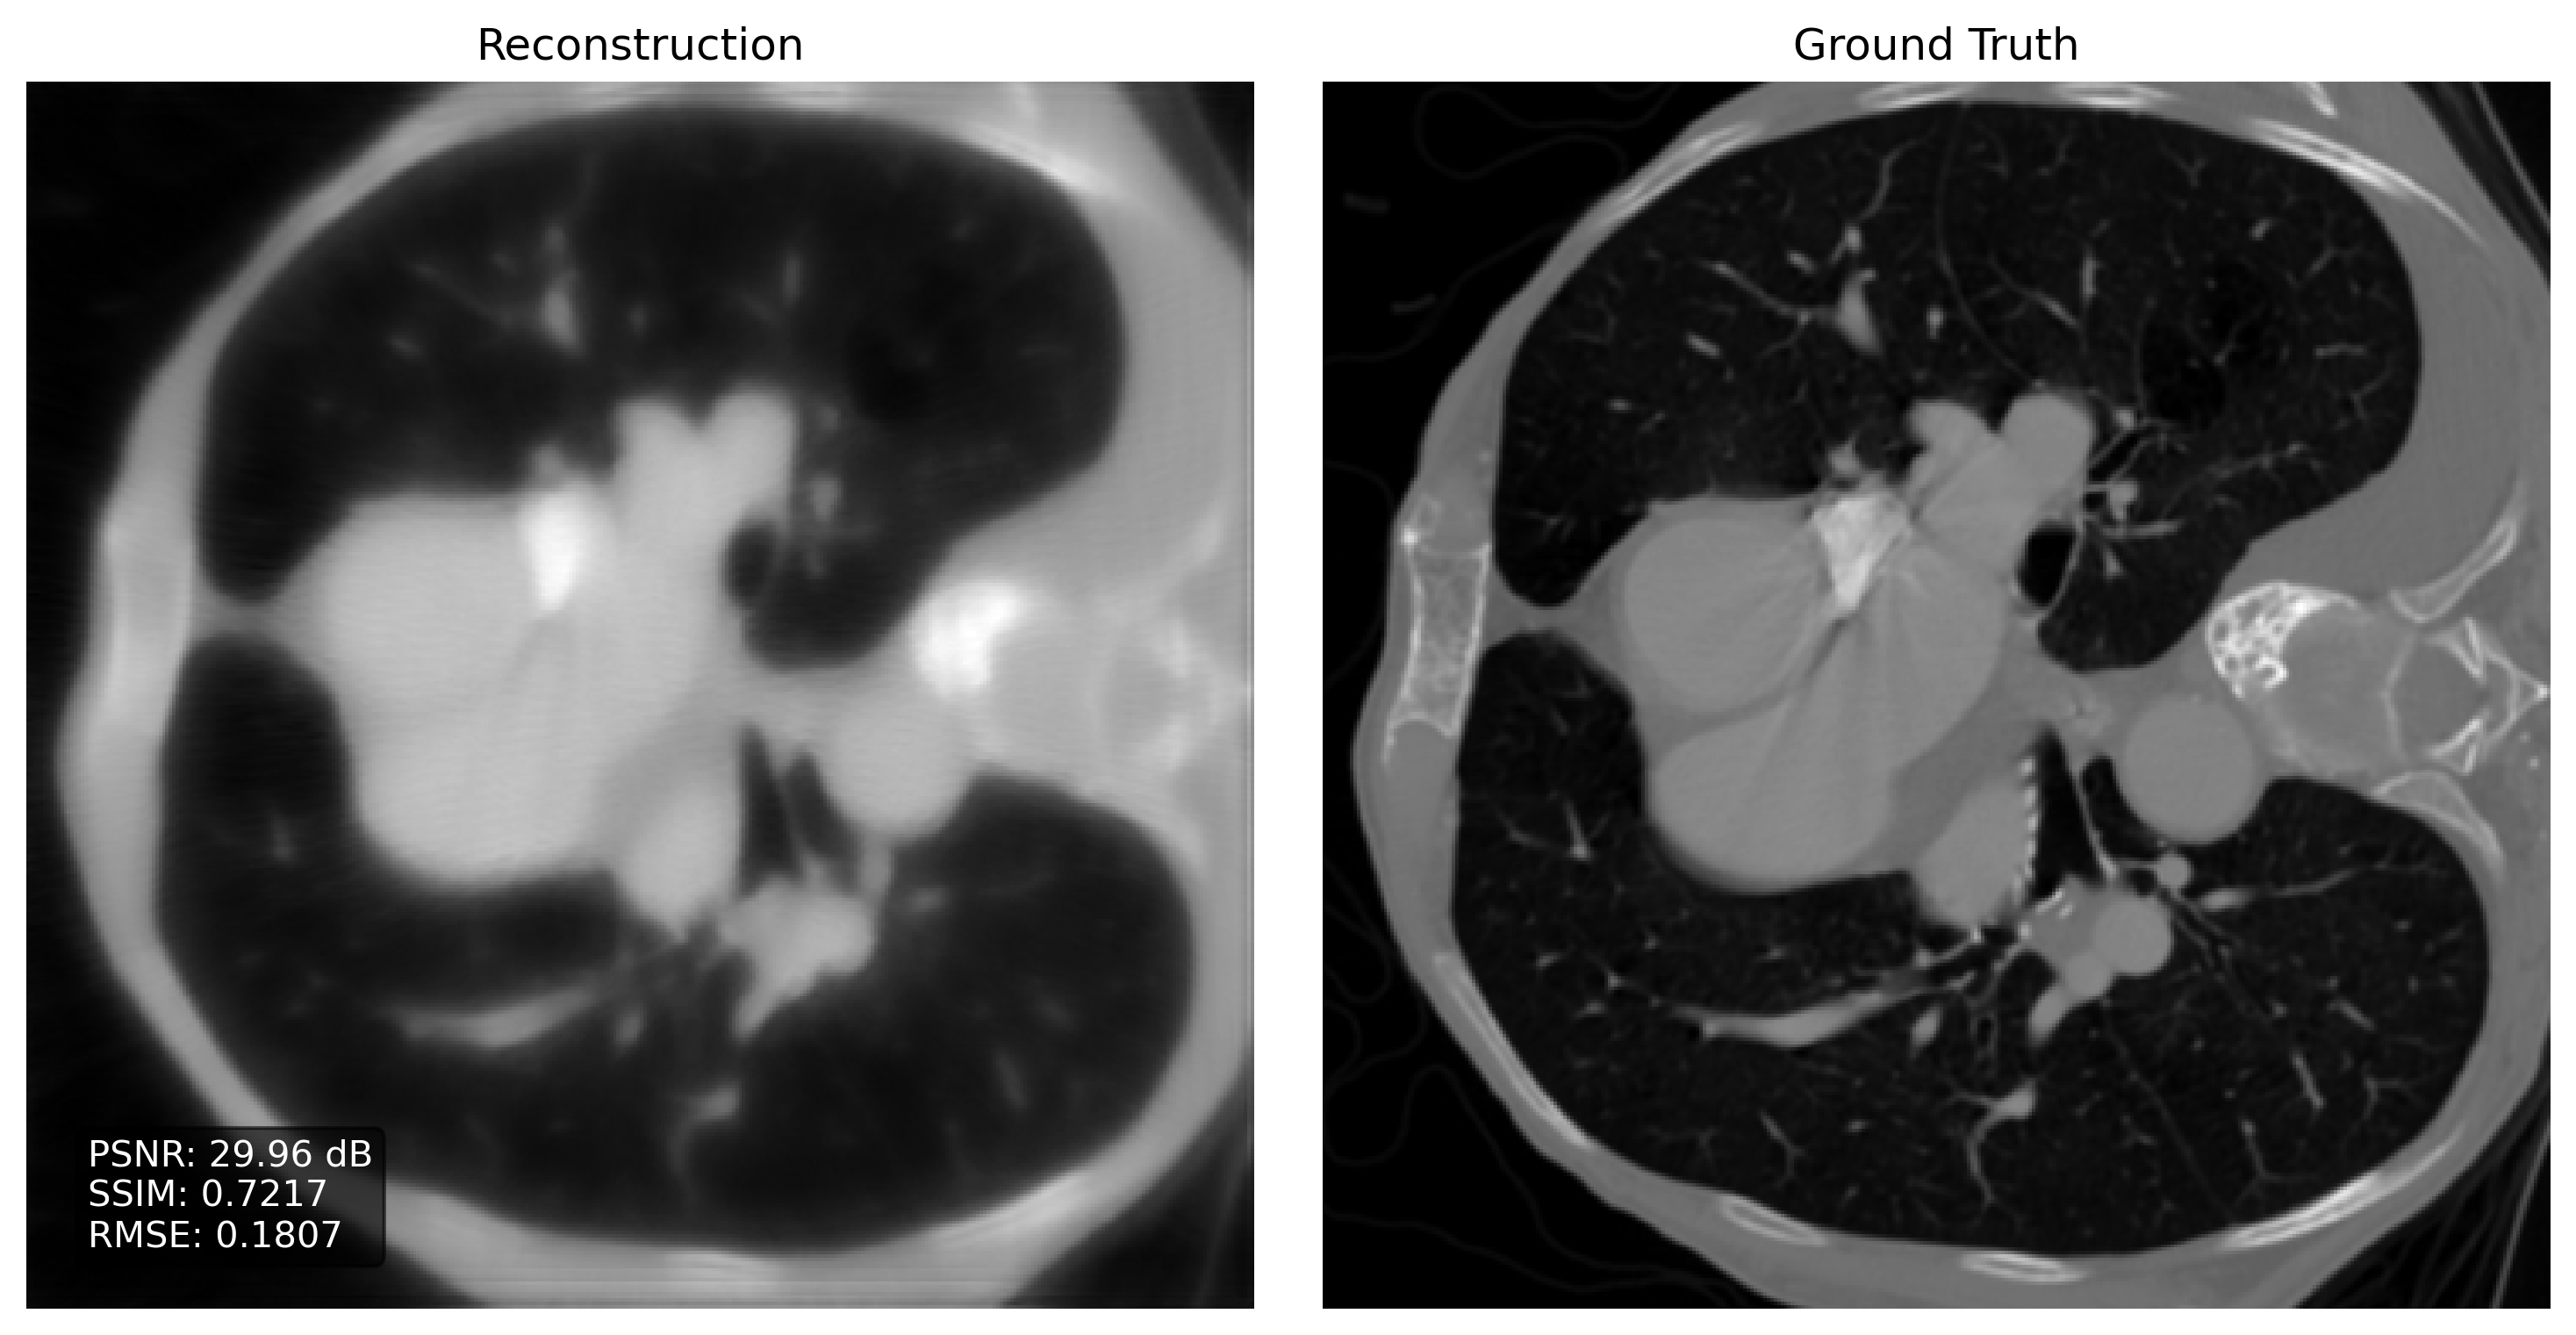 Reconstruction
Ground Truth
PSNR: 29.96 dB
SSIM: 0.7217
RMSE: 0.1807